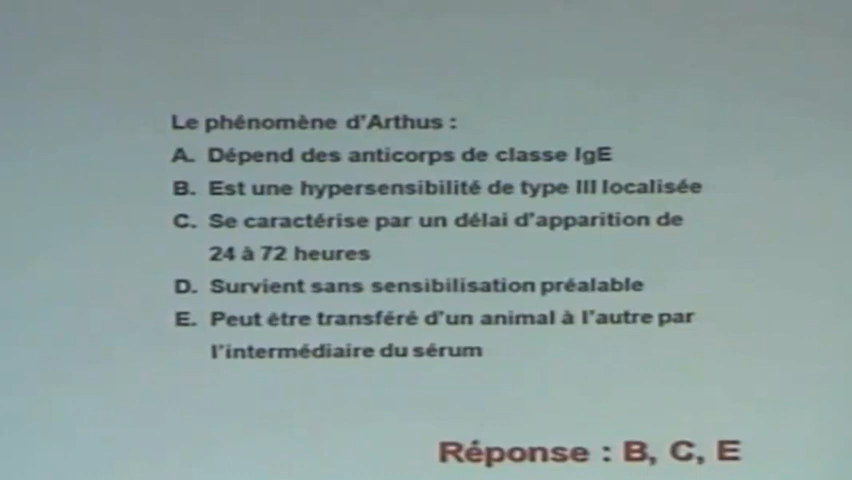 Le phénomène d'Arthus :
A. Dépend des anticorps de classe IgE
B. Est une hypersensibilité de type III localisée
C. Se caractérise par un délai d'apparition de
24 à 72 heures
D. Survient sans sensibilisation préalable
E. Peut être transféré d'un animal à l'autre par
l'intermédiaire du sérum
Réponse : B, C, E